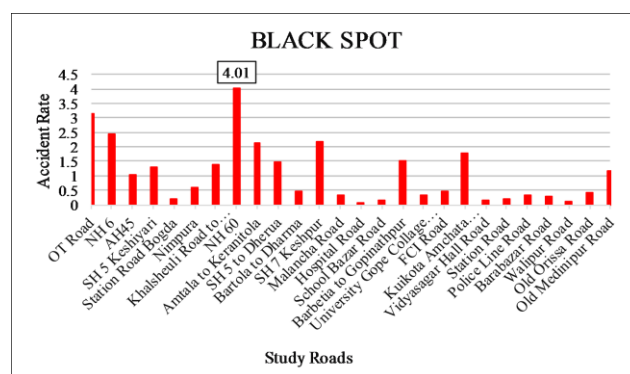 BLACK SPOT
4.01
Accident Rate
4.5
4
3.5
3
2.5
2
1.5
1
0.5
0
OT Road
NH 6
AH45
SH 5 Keshiyari
Station Road Bogda
Nimpura
Khalsheuli Road to…
NH 60
Amtala to Kerantola
SH 5 to Dherua
Bartola to Dharma
SH 7 Keshpur
Malancha Road
Hospital Road
School Bazar Road
Barbetia to Gopinathpur
University Gope Collage…
FCI Road
Kuikota Amchata…
Vidyasagar Hall Road
Station Road
Police Line Road
Barabazar Road
Walipur Road
Old Orissa Road
Old Medinipur Road
Study Roads